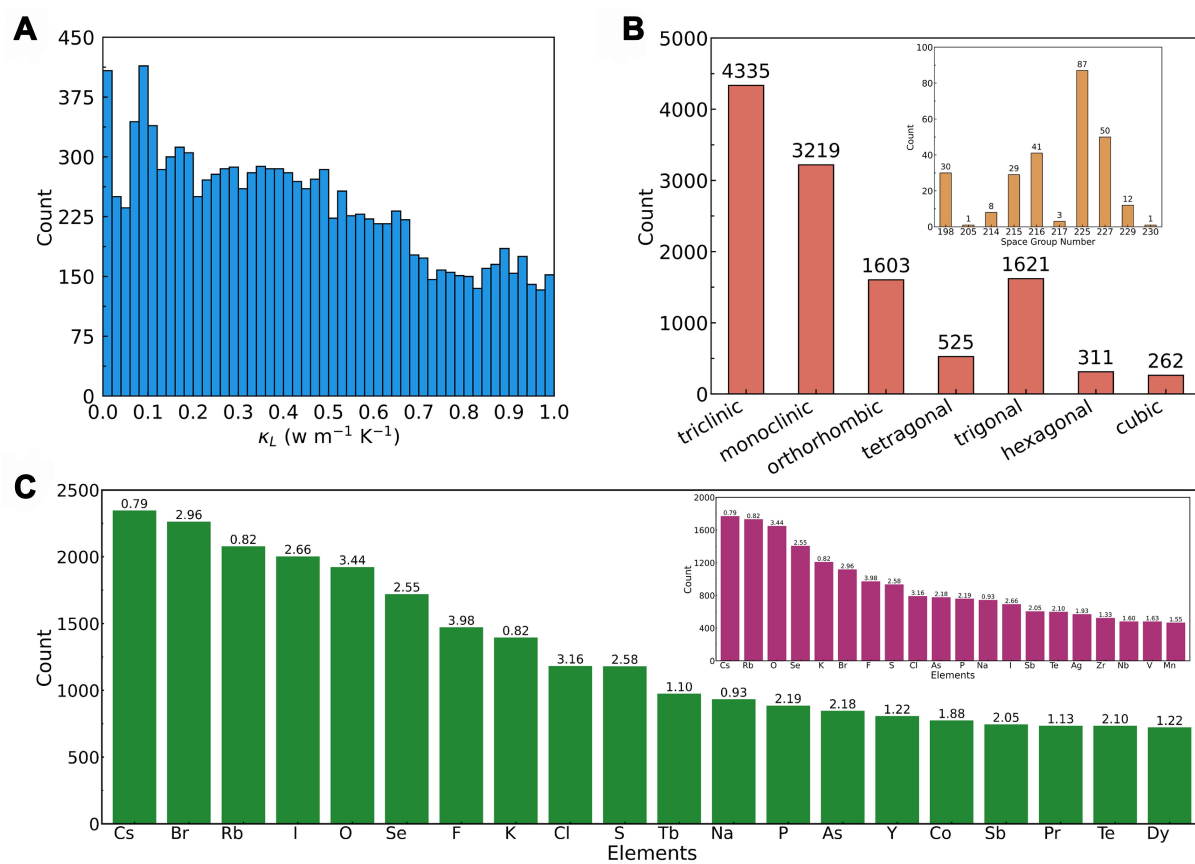 A
450
375
300
225
150
75
0
Count
0.0 0.1 0.2 0.3 0.4 0.5 0.6 0.7 0.8 0.9 1.0
κL (w m⁻¹ K⁻¹)
B
5000
4000
3000
2000
1000
0
Count
4335
3219
1603
525
1621
311
262
triclinic
monoclinic
orthorhombic
tetragonal
trigonal
hexagonal
cubic
100
80
60
40
20
0
Count
30 1 8 29 41 3 87 50 12 1
198 205 214 215 216 217 225 227 229 230
Space Group Number
C
2500
2000
1500
1000
500
0
Count
0.79 2.96 0.82 2.66 3.44 2.55 3.98 0.82 3.16 2.58 1.10 0.93 2.19 2.18 1.22 1.88 2.05 1.13 2.10 1.22
Cs Br Rb I O Se F K Cl S Tb Na P As Y Co Sb Pr Te Dy
Elements
2000
1600
1200
800
400
0
Count
0.79 0.82 3.44 2.55 0.82 2.96 3.98 2.58 3.16 2.18 2.19 0.93 2.66 2.05 2.10 1.93 1.33 1.60 1.63 1.55
Cs Rb O Se K Br F S Cl As P Na I Sb Te Ag Zr Nb V Mn
Elements